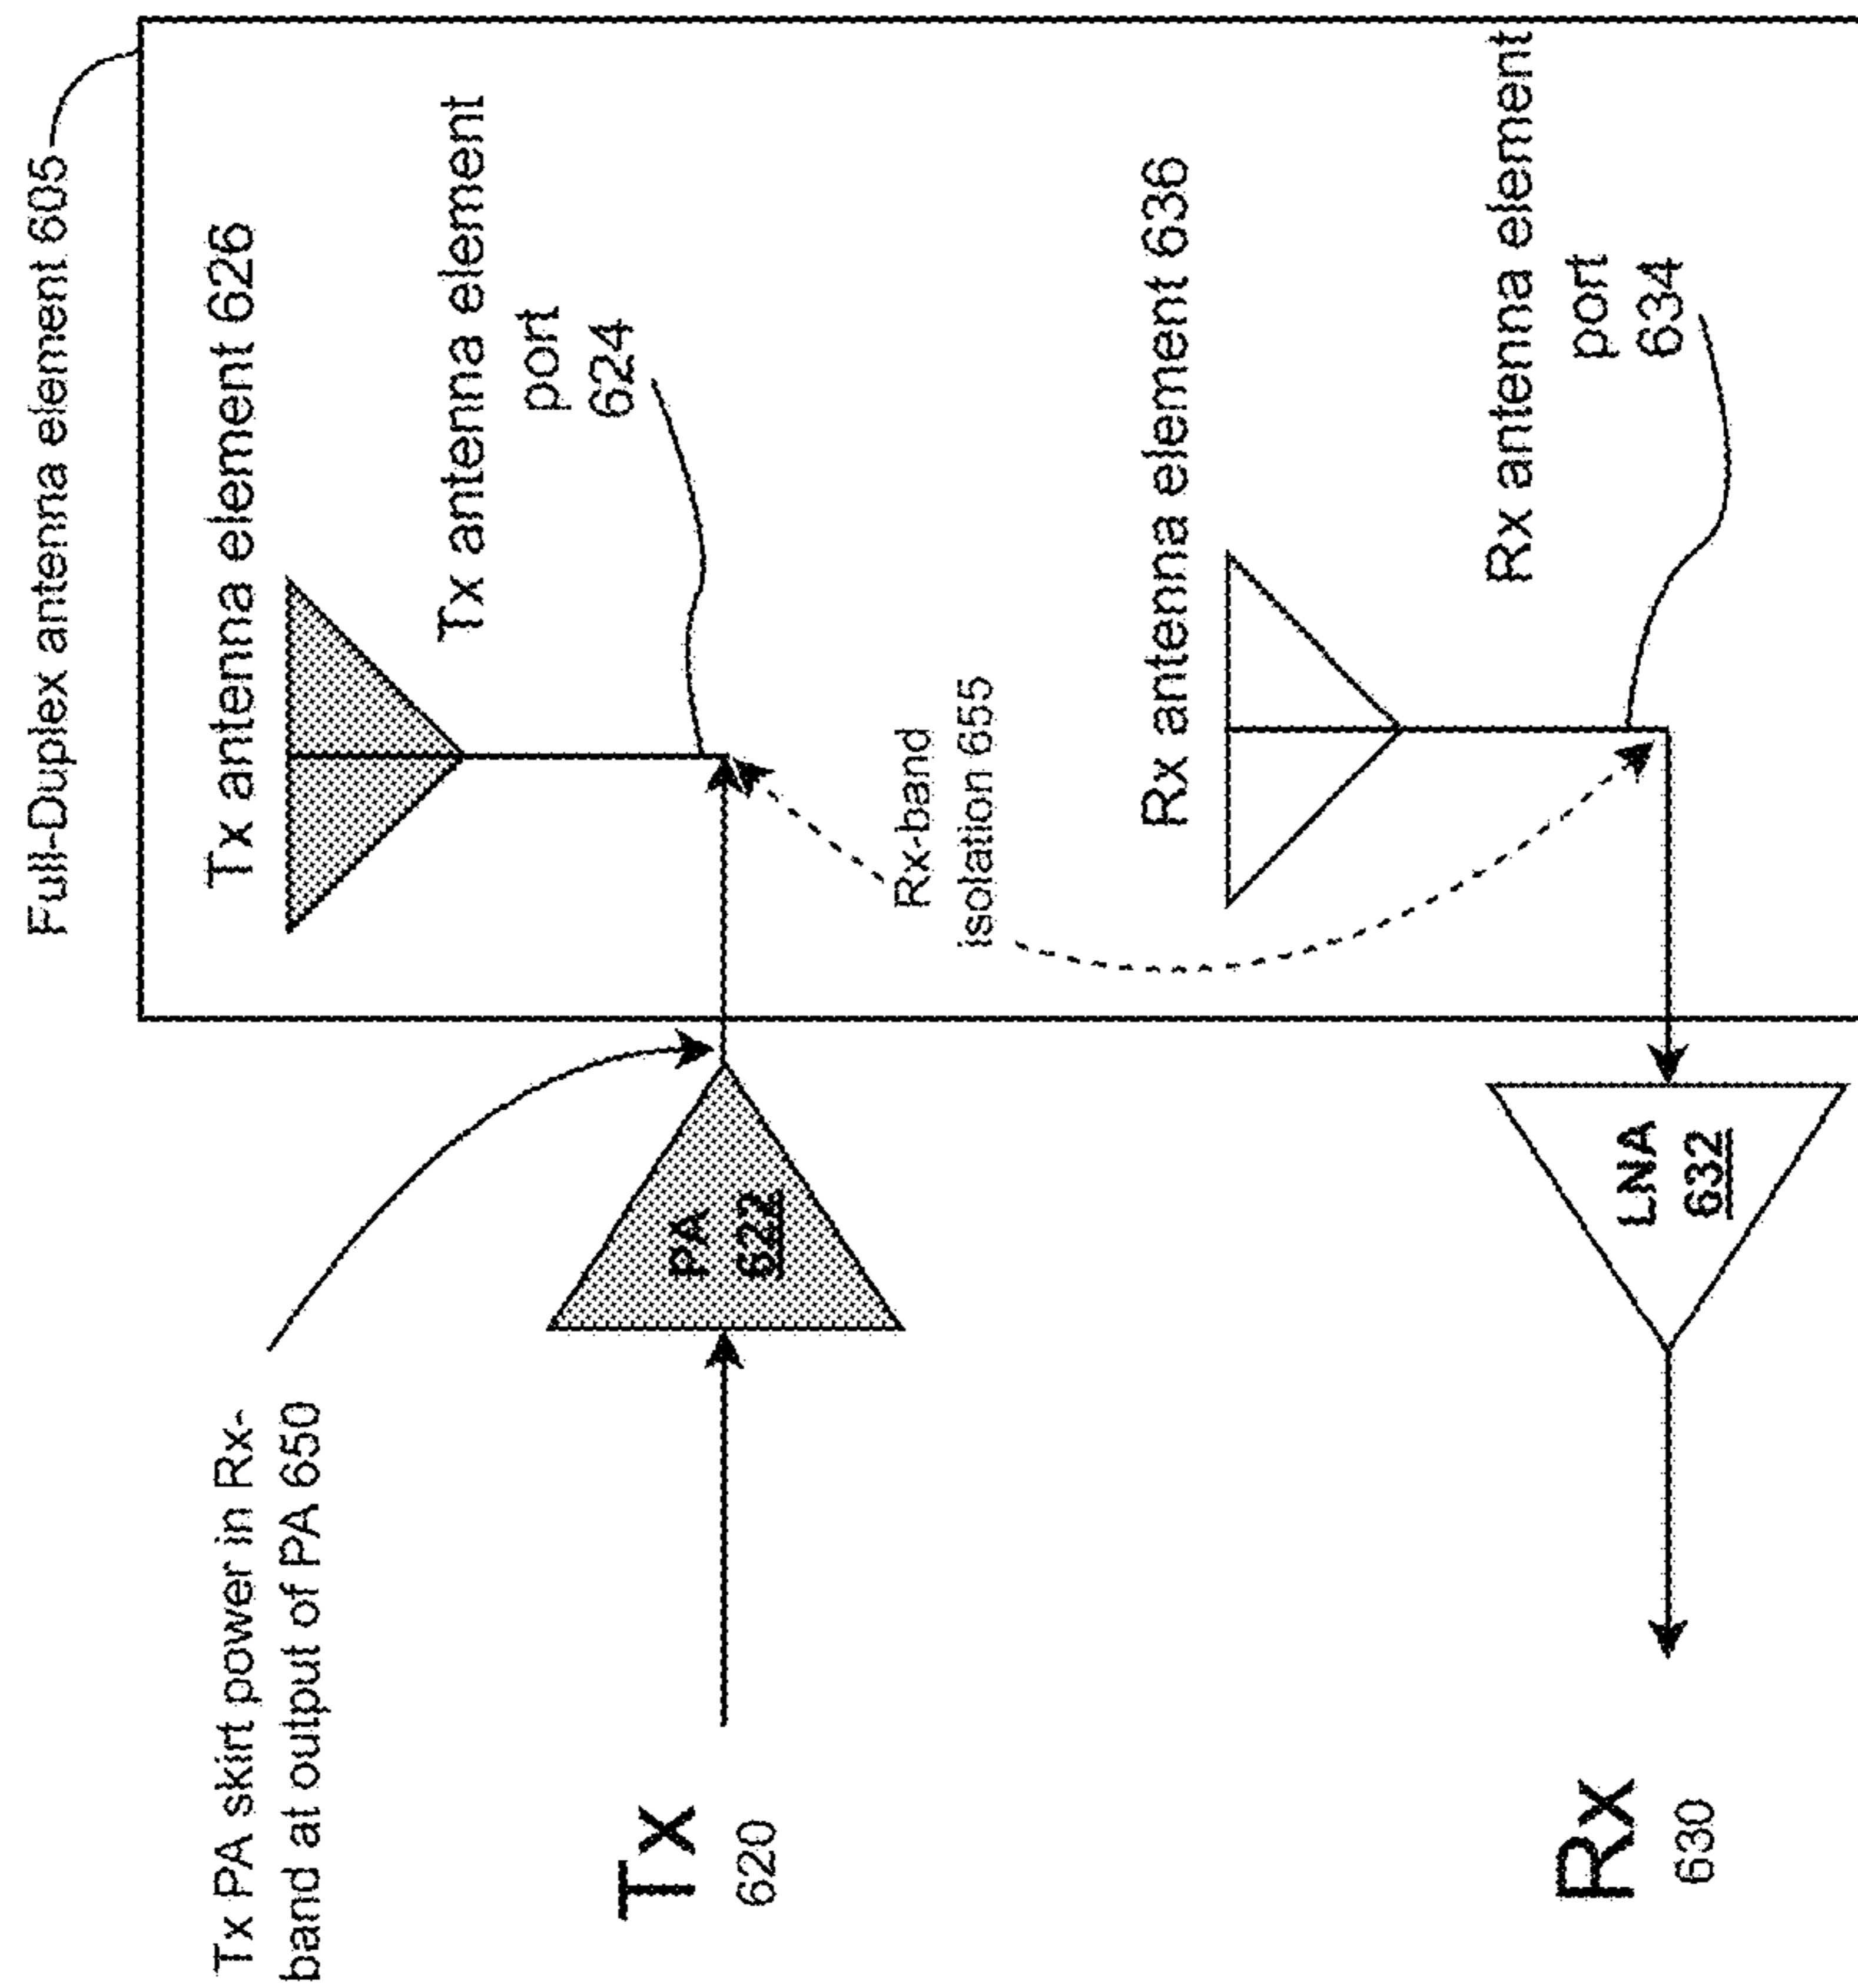 Full-Duplex antenna element 605
Tx antenna element 626
Tx antenna element
port
624
Rx-band
isolation 655
Rx antenna element 636
Rx antenna element
port
634
Tx PA skirt power in Rx-
band at output of PA 650
PA
622
LNA
632
Tx
620
Rx
630